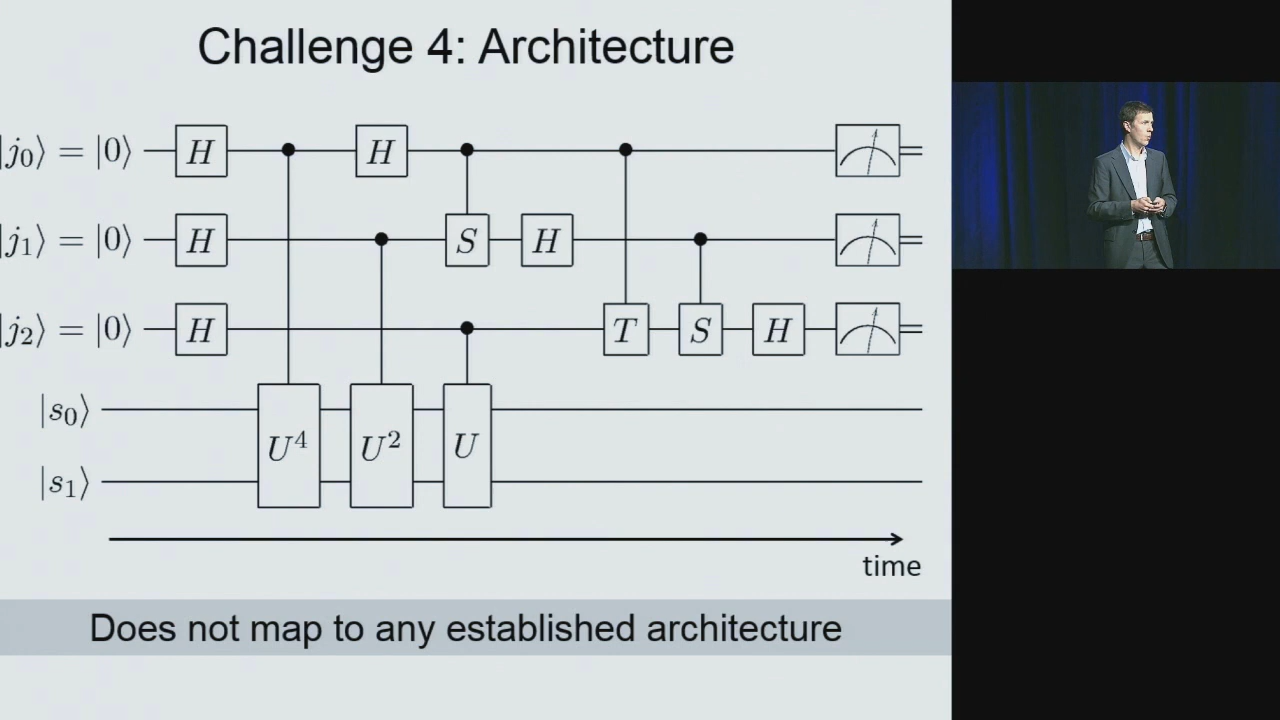 Challenge 4: Architecture
|j₀⟩ = |0⟩ H H
|j₁⟩ = |0⟩ H S H
|j₂⟩ = |0⟩ H T S H
|s₀⟩
U⁴ U² U
|s₁⟩
time
Does not map to any established architecture